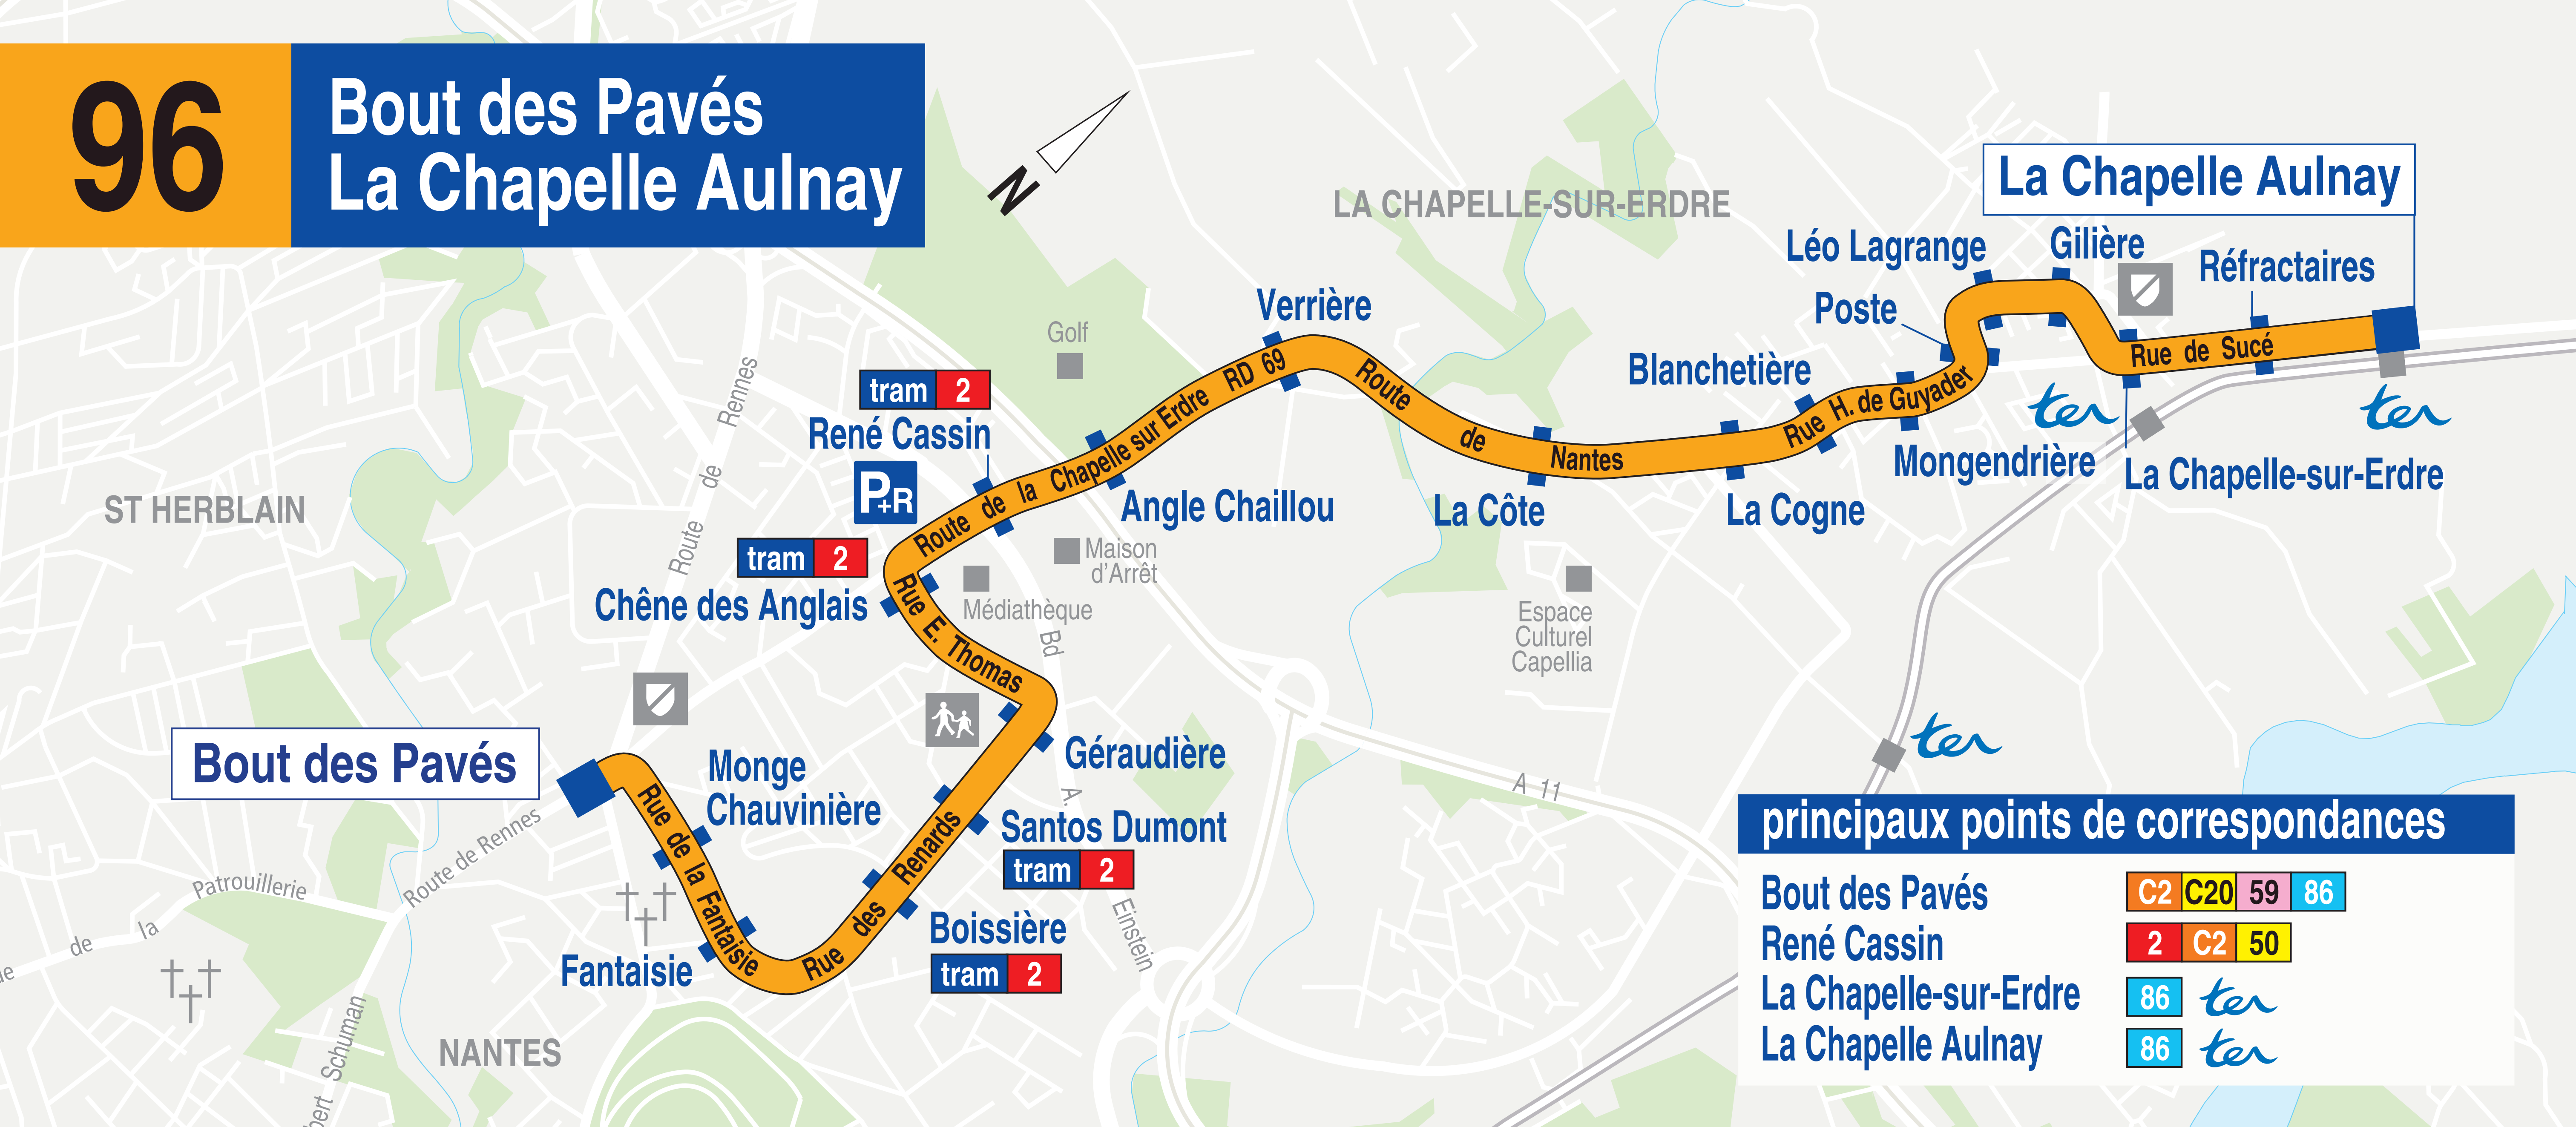 96
Bout des Pavés
La Chapelle Aulnay
N
LA CHAPELLE-SUR-ERDRE
La Chapelle Aulnay
Léo Lagrange
Gilière
Réfractaires
Poste
Verrière
Golf
Blanchetière
RD 69
Route
de
Nantes
Rue H. de Guyader
Rue de Sucé
ter
ter
tram 2
René Cassin
P+R
Route de la Chapelle sur Erdre
Mongendrière
La Chapelle-sur-Erdre
Angle Chaillou
La Côte
La Cogne
ST HERBLAIN
Route de Rennes
tram 2
Chêne des Anglais
Maison
d'Arrêt
Médiathèque
Bd
A.
Einstein
Espace
Culturel
Capellia
Rue E. Thomas
ter
Bout des Pavés
Monge
Chauvinière
Géraudière
A 11
Santos Dumont
tram 2
Rue de la Fantaisie
Rue des Renards
Boissière
tram 2
Fantaisie
Route de Rennes
de la
Patrouillerie
Schuman
NANTES
principaux points de correspondances
Bout des Pavés C2 C20 59 86
René Cassin 2 C2 50
La Chapelle-sur-Erdre 86 ter
La Chapelle Aulnay 86 ter